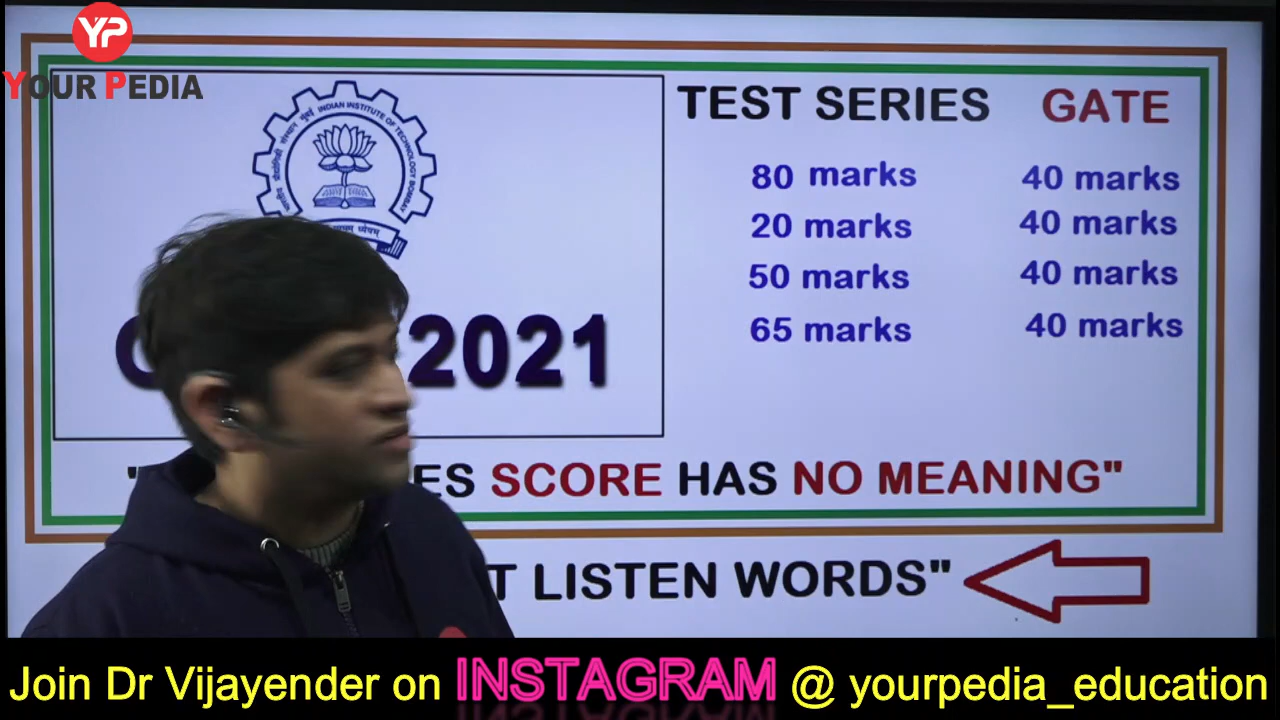 YP
YOUR PEDIA
INDIAN INSTITUTE OF TECHNOLOGY BOMBAY
2021
TEST SERIES GATE
80 marks 40 marks
20 marks 40 marks
50 marks 40 marks
65 marks 40 marks
SCORE HAS NO MEANING"
LISTEN WORDS"
Join Dr Vijayender on INSTAGRAM @ yourpedia_education